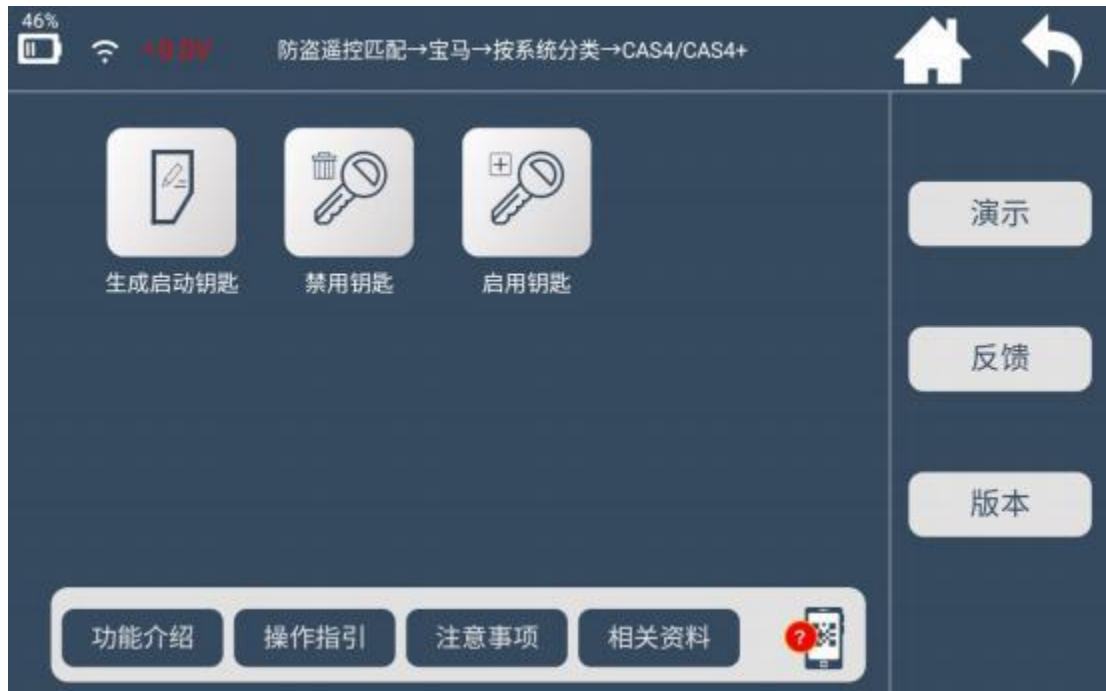 46%
防盗遥控匹配→宝马→按系统分类→CAS4/CAS4+
生成启动钥匙
禁用钥匙
启用钥匙
演示
反馈
版本
功能介绍
操作指引
注意事项
相关资料
?